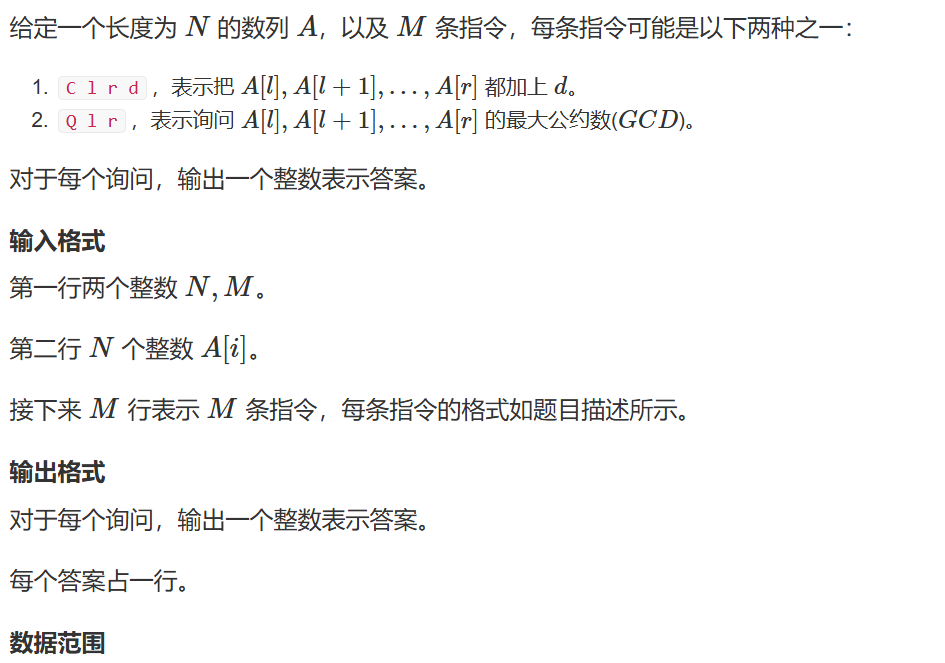 给定一个长度为 N 的数列 A，以及 M 条指令，每条指令可能是以下两种之一：
1. C l r d，表示把 A[l],A[l+1],…,A[r] 都加上 d。
2. Q l r，表示询问 A[l],A[l+1],…,A[r] 的最大公约数(GCD)。
对于每个询问，输出一个整数表示答案。
输入格式
第一行两个整数 N,M。
第二行 N 个整数 A[i]。
接下来 M 行表示 M 条指令，每条指令的格式如题目描述所示。
输出格式
对于每个询问，输出一个整数表示答案。
每个答案占一行。
数据范围